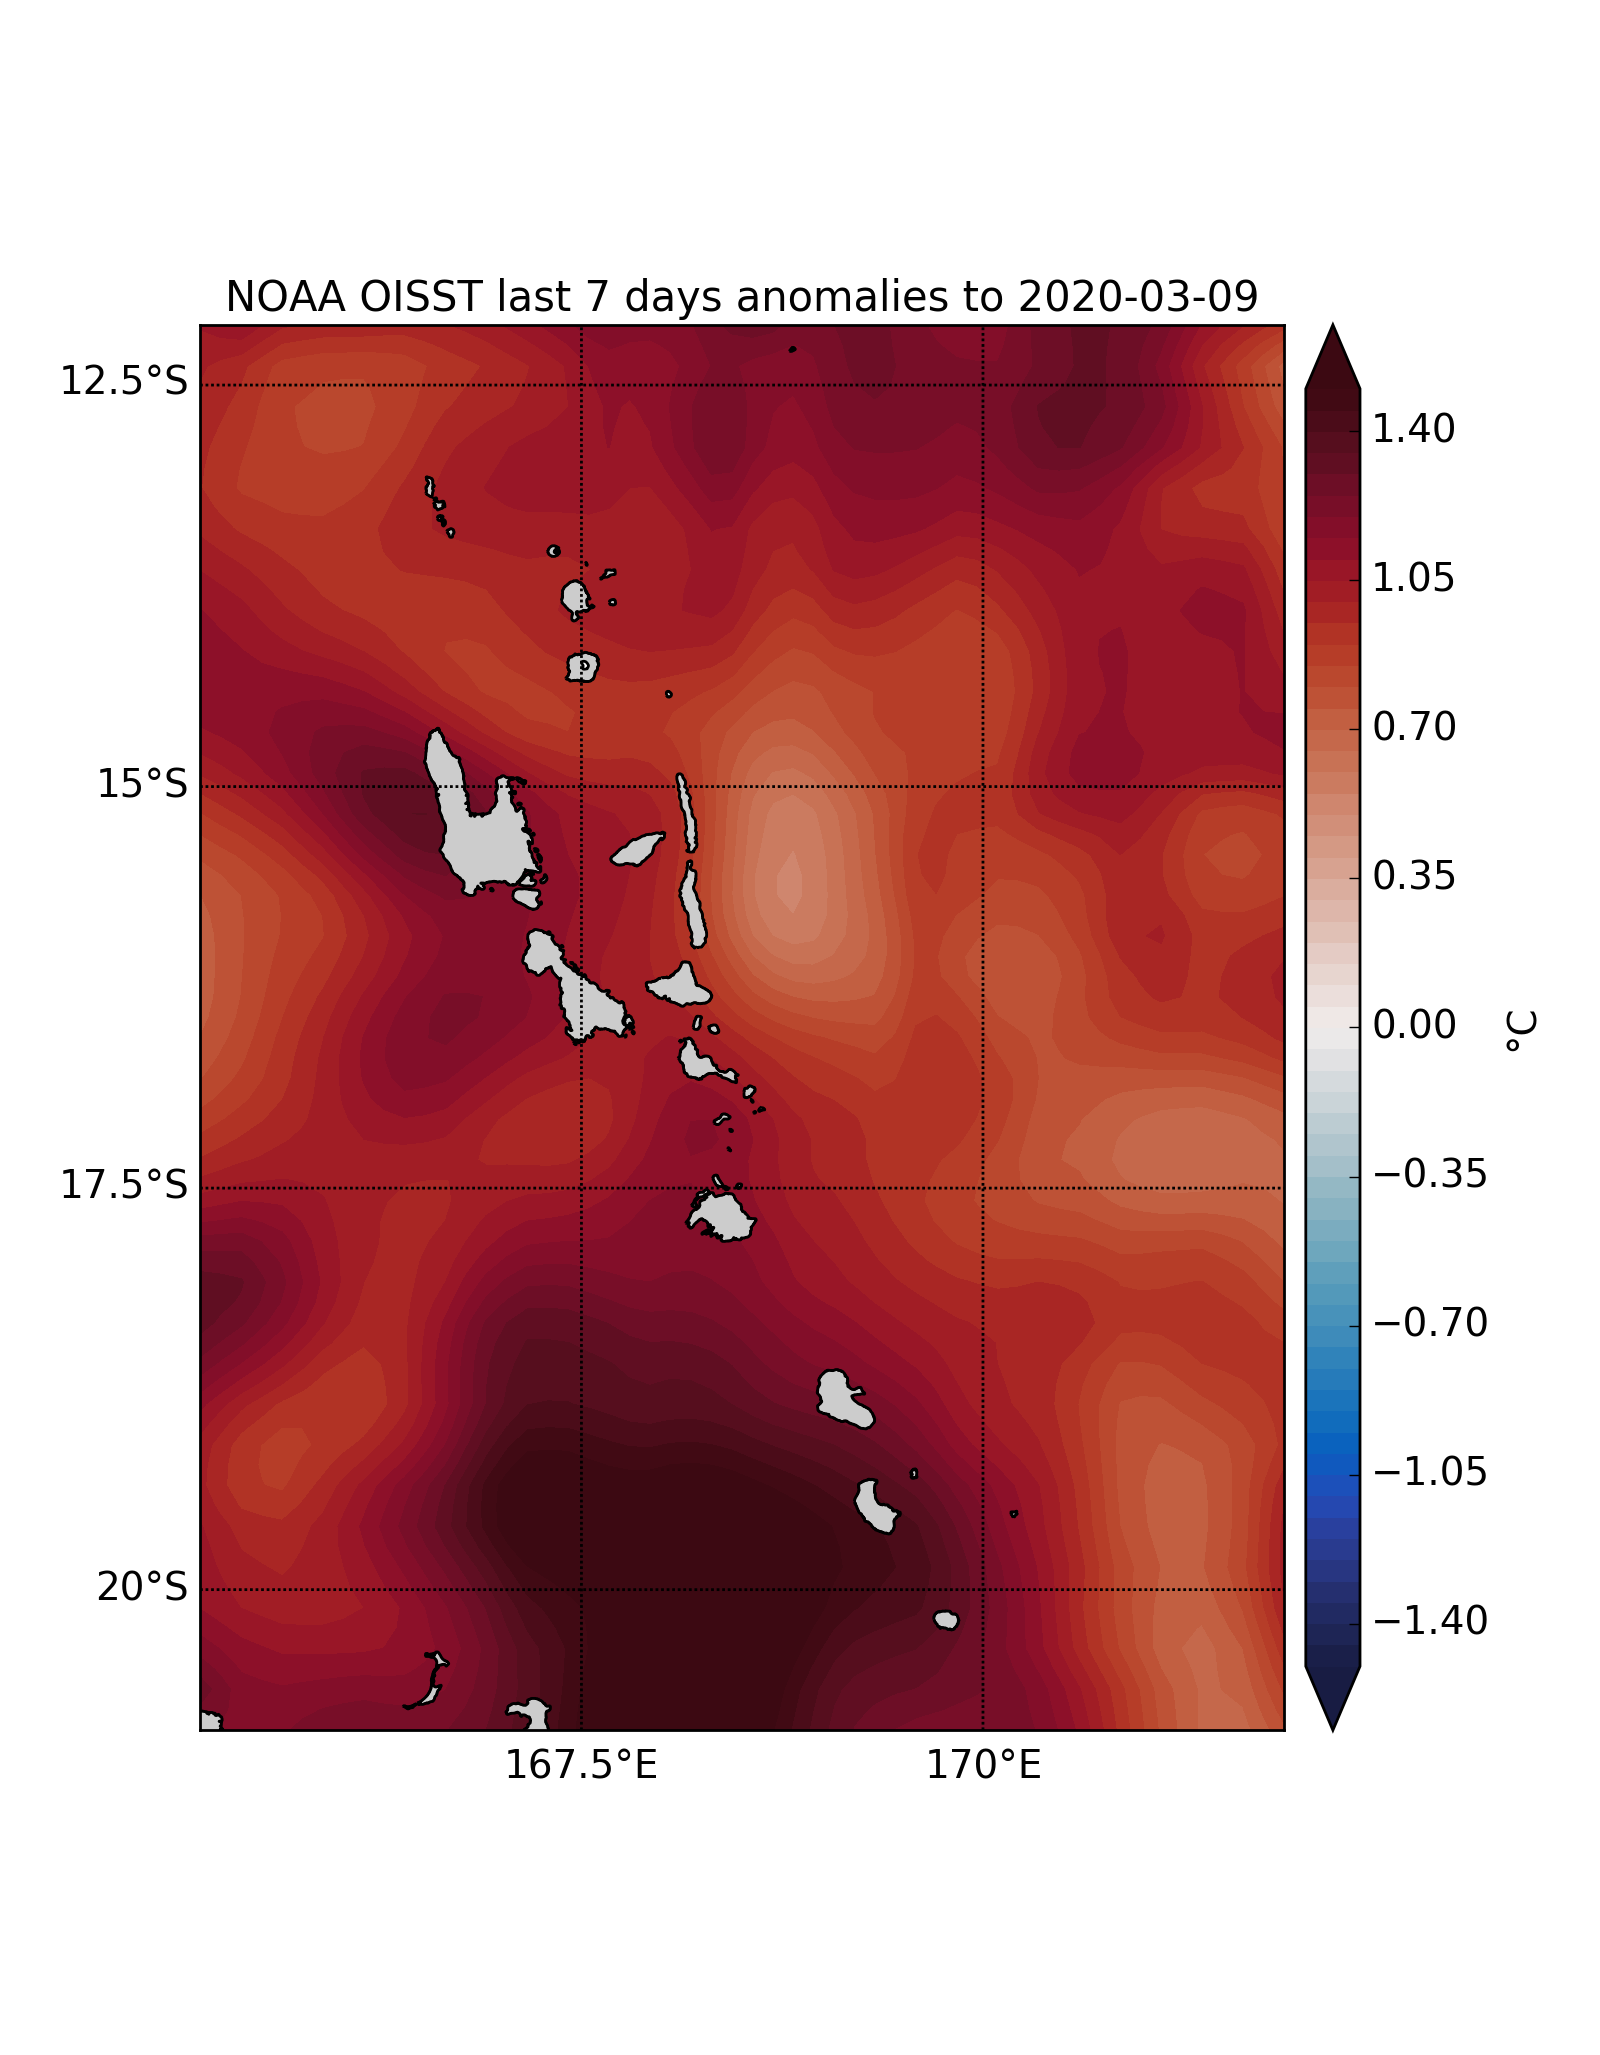 NOAA OISST last 7 days anomalies to 2020-03-09
12.5°S
15°S
17.5°S
20°S
167.5°E
170°E
1.40
1.05
0.70
0.35
0.00
−0.35
−0.70
−1.05
−1.40
°C